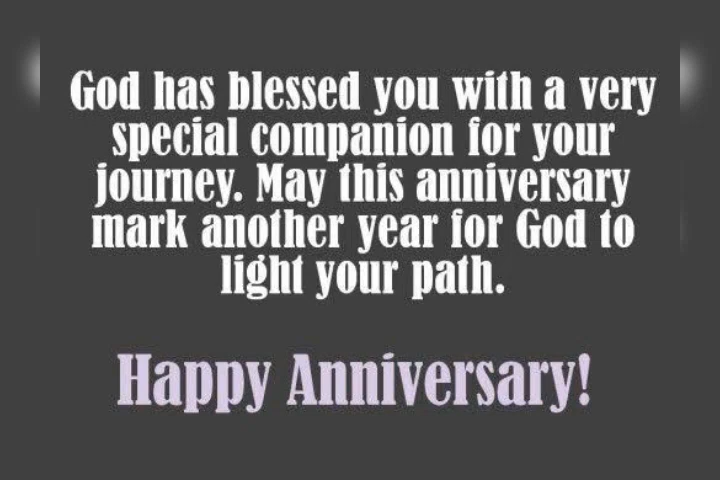 God has blessed you with a very
special companion for your
journey. May this anniversary
mark another year for God to
light your path.
Happy Anniversary!